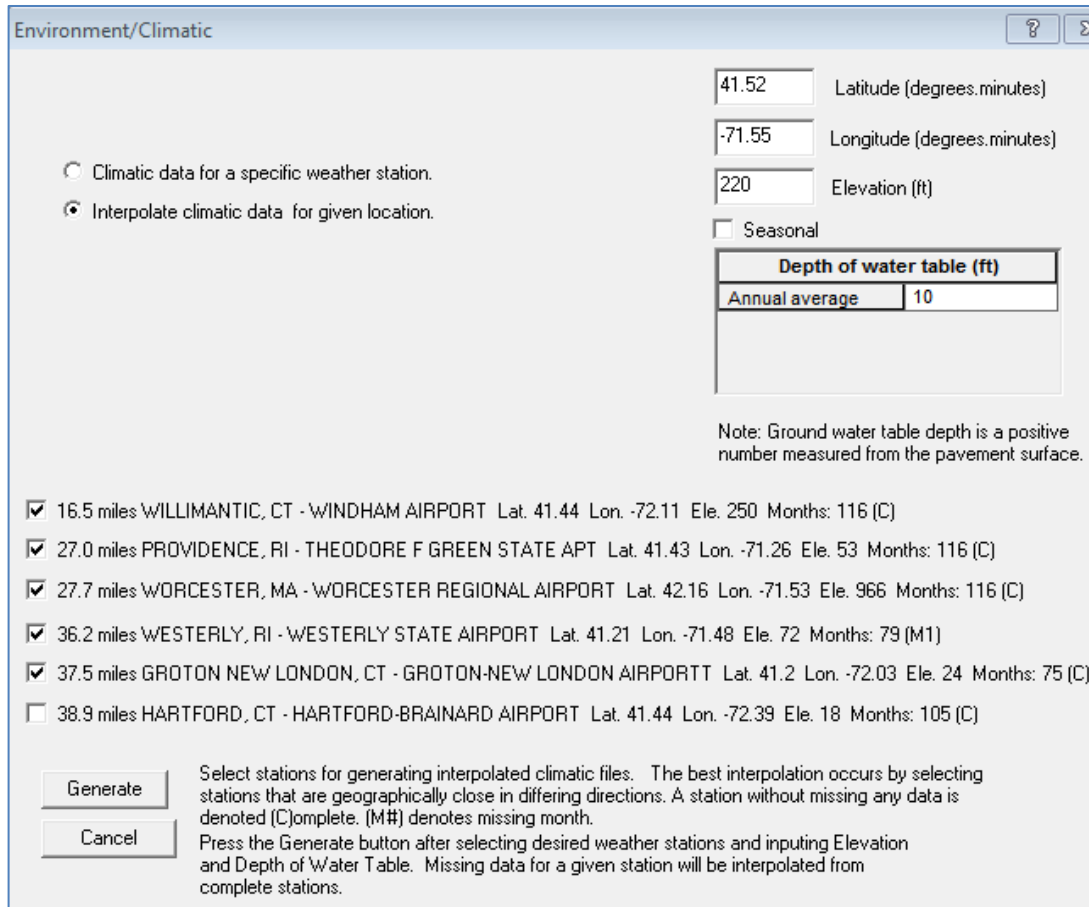 Environment/Climatic
41.52 Latitude (degrees.minutes)
-71.55 Longitude (degrees.minutes)
Climatic data for a specific weather station.
220 Elevation (ft)
Interpolate climatic data for given location.
Seasonal
Depth of water table (ft)
Annual average 10
Note: Ground water table depth is a positive
number measured from the pavement surface.
16.5 miles WILLIMANTIC, CT - WINDHAM AIRPORT Lat. 41.44 Lon. -72.11 Ele. 250 Months: 116 (C)
27.0 miles PROVIDENCE, RI - THEODORE F GREEN STATE APT Lat. 41.43 Lon. -71.26 Ele. 53 Months: 116 (C)
27.7 miles WORCESTER, MA - WORCESTER REGIONAL AIRPORT Lat. 42.16 Lon. -71.53 Ele. 966 Months: 116 (C)
36.2 miles WESTERLY, RI - WESTERLY STATE AIRPORT Lat. 41.21 Lon. -71.48 Ele. 72 Months: 79 (M1)
37.5 miles GROTON NEW LONDON, CT - GROTON-NEW LONDON AIRPORTT Lat. 41.2 Lon. -72.03 Ele. 24 Months: 75 (C)
38.9 miles HARTFORD, CT - HARTFORD-BRAINARD AIRPORT Lat. 41.44 Lon. -72.39 Ele. 18 Months: 105 (C)
Generate
Cancel
Select stations for generating interpolated climatic files. The best interpolation occurs by selecting
stations that are geographically close in differing directions. A station without missing any data is
denoted (C)omplete. (M#) denotes missing month.
Press the Generate button after selecting desired weather stations and inputing Elevation
and Depth of Water Table. Missing data for a given station will be interpolated from
complete stations.